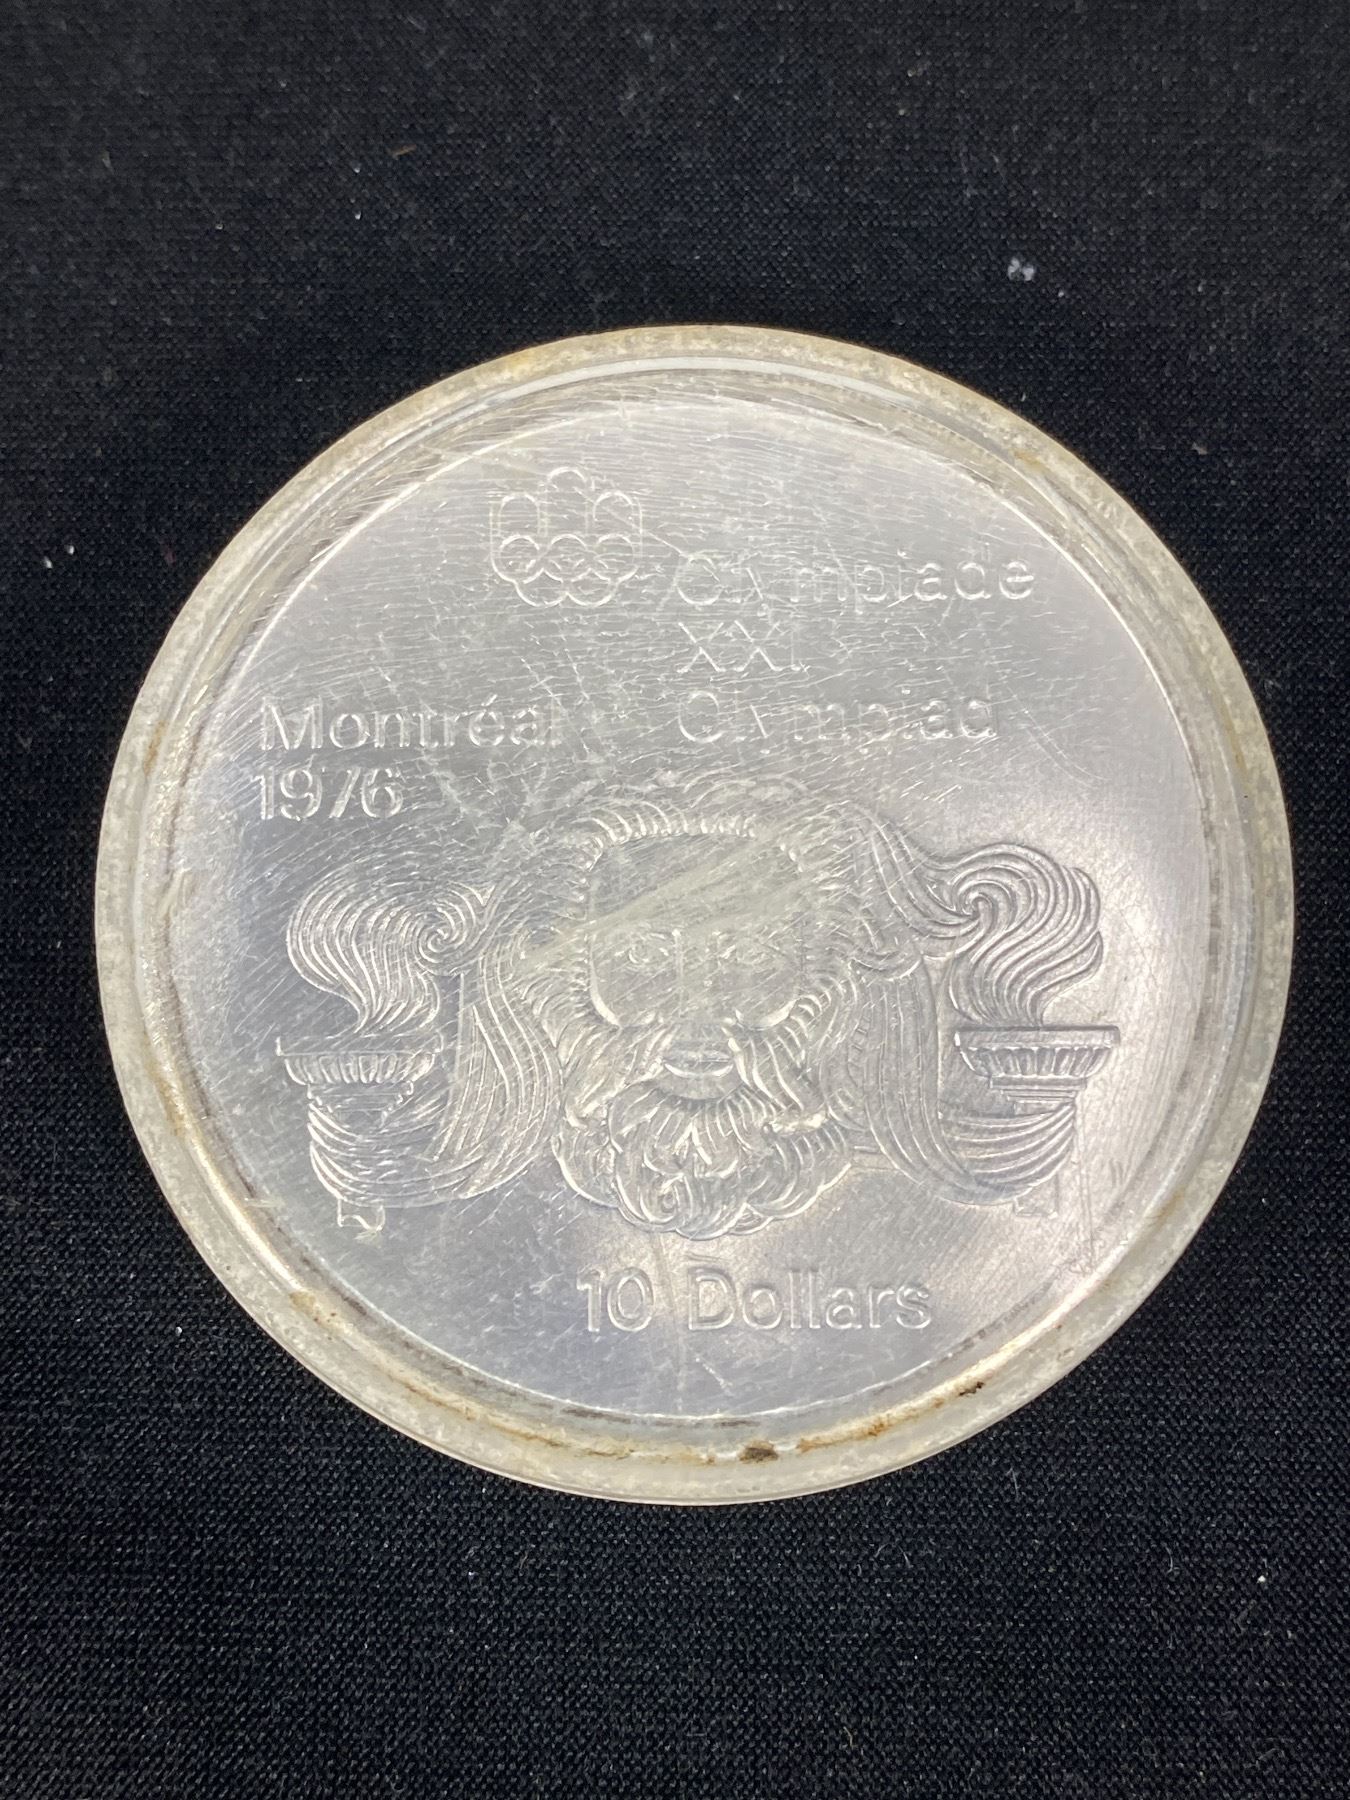 Olympiade
XXI
Olympiad
Montréal
1976
10 Dollars